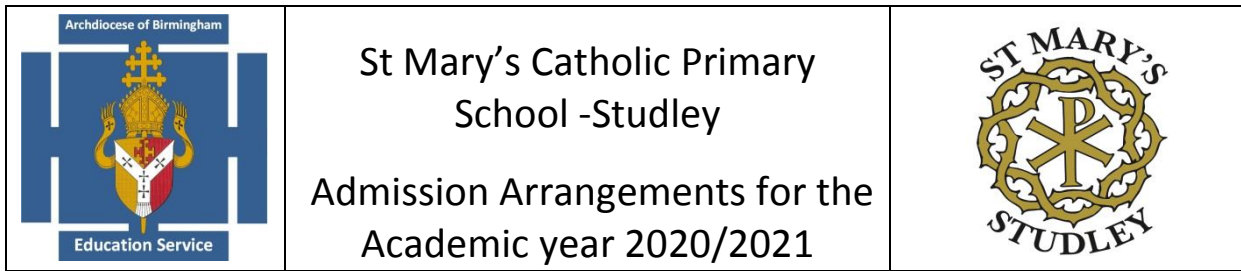 Archdiocese of Birmingham
Education Service
St Mary's Catholic Primary
School -Studley
Admission Arrangements for the
Academic year 2020/2021
ST MARY'S
STUDLEY